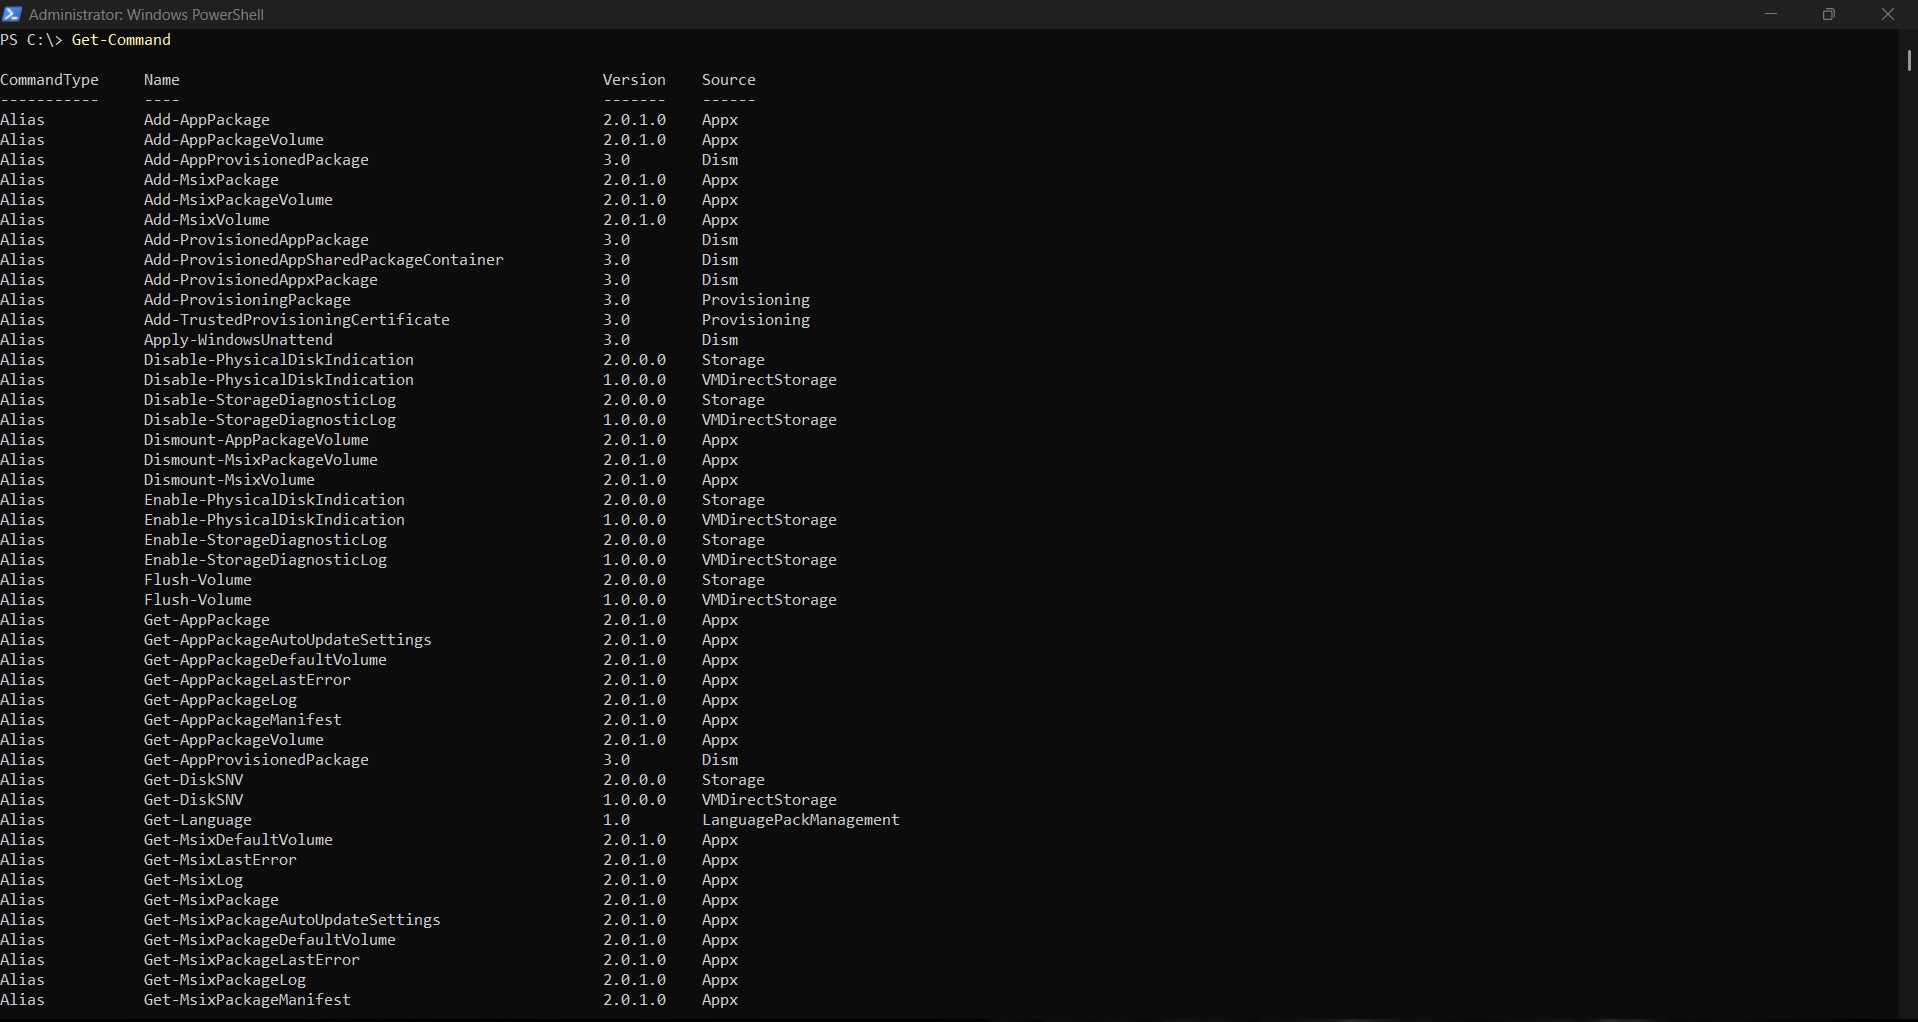 Administrator: Windows PowerShell
PS C:\> Get-Command
CommandType Name Version Source
----------- ---- ------- ------
Alias Add-AppPackage 2.0.1.0 Appx
Alias Add-AppPackageVolume 2.0.1.0 Appx
Alias Add-AppProvisionedPackage 3.0 Dism
Alias Add-MsixPackage 2.0.1.0 Appx
Alias Add-MsixPackageVolume 2.0.1.0 Appx
Alias Add-MsixVolume 2.0.1.0 Appx
Alias Add-ProvisionedAppPackage 3.0 Dism
Alias Add-ProvisionedAppSharedPackageContainer 3.0 Dism
Alias Add-ProvisionedAppxPackage 3.0 Dism
Alias Add-ProvisioningPackage 3.0 Provisioning
Alias Add-TrustedProvisioningCertificate 3.0 Provisioning
Alias Apply-WindowsUnattend 3.0 Dism
Alias Disable-PhysicalDiskIndication 2.0.0.0 Storage
Alias Disable-PhysicalDiskIndication 1.0.0.0 VMDirectStorage
Alias Disable-StorageDiagnosticLog 2.0.0.0 Storage
Alias Disable-StorageDiagnosticLog 1.0.0.0 VMDirectStorage
Alias Dismount-AppPackageVolume 2.0.1.0 Appx
Alias Dismount-MsixPackageVolume 2.0.1.0 Appx
Alias Dismount-MsixVolume 2.0.1.0 Appx
Alias Enable-PhysicalDiskIndication 2.0.0.0 Storage
Alias Enable-PhysicalDiskIndication 1.0.0.0 VMDirectStorage
Alias Enable-StorageDiagnosticLog 2.0.0.0 Storage
Alias Enable-StorageDiagnosticLog 1.0.0.0 VMDirectStorage
Alias Flush-Volume 2.0.0.0 Storage
Alias Flush-Volume 1.0.0.0 VMDirectStorage
Alias Get-AppPackage 2.0.1.0 Appx
Alias Get-AppPackageAutoUpdateSettings 2.0.1.0 Appx
Alias Get-AppPackageDefaultVolume 2.0.1.0 Appx
Alias Get-AppPackageLastError 2.0.1.0 Appx
Alias Get-AppPackageLog 2.0.1.0 Appx
Alias Get-AppPackageManifest 2.0.1.0 Appx
Alias Get-AppPackageVolume 2.0.1.0 Appx
Alias Get-AppProvisionedPackage 3.0 Dism
Alias Get-DiskSNV 2.0.0.0 Storage
Alias Get-DiskSNV 1.0.0.0 VMDirectStorage
Alias Get-Language 1.0 LanguagePackManagement
Alias Get-MsixDefaultVolume 2.0.1.0 Appx
Alias Get-MsixLastError 2.0.1.0 Appx
Alias Get-MsixLog 2.0.1.0 Appx
Alias Get-MsixPackage 2.0.1.0 Appx
Alias Get-MsixPackageAutoUpdateSettings 2.0.1.0 Appx
Alias Get-MsixPackageDefaultVolume 2.0.1.0 Appx
Alias Get-MsixPackageLastError 2.0.1.0 Appx
Alias Get-MsixPackageLog 2.0.1.0 Appx
Alias Get-MsixPackageManifest 2.0.1.0 Appx